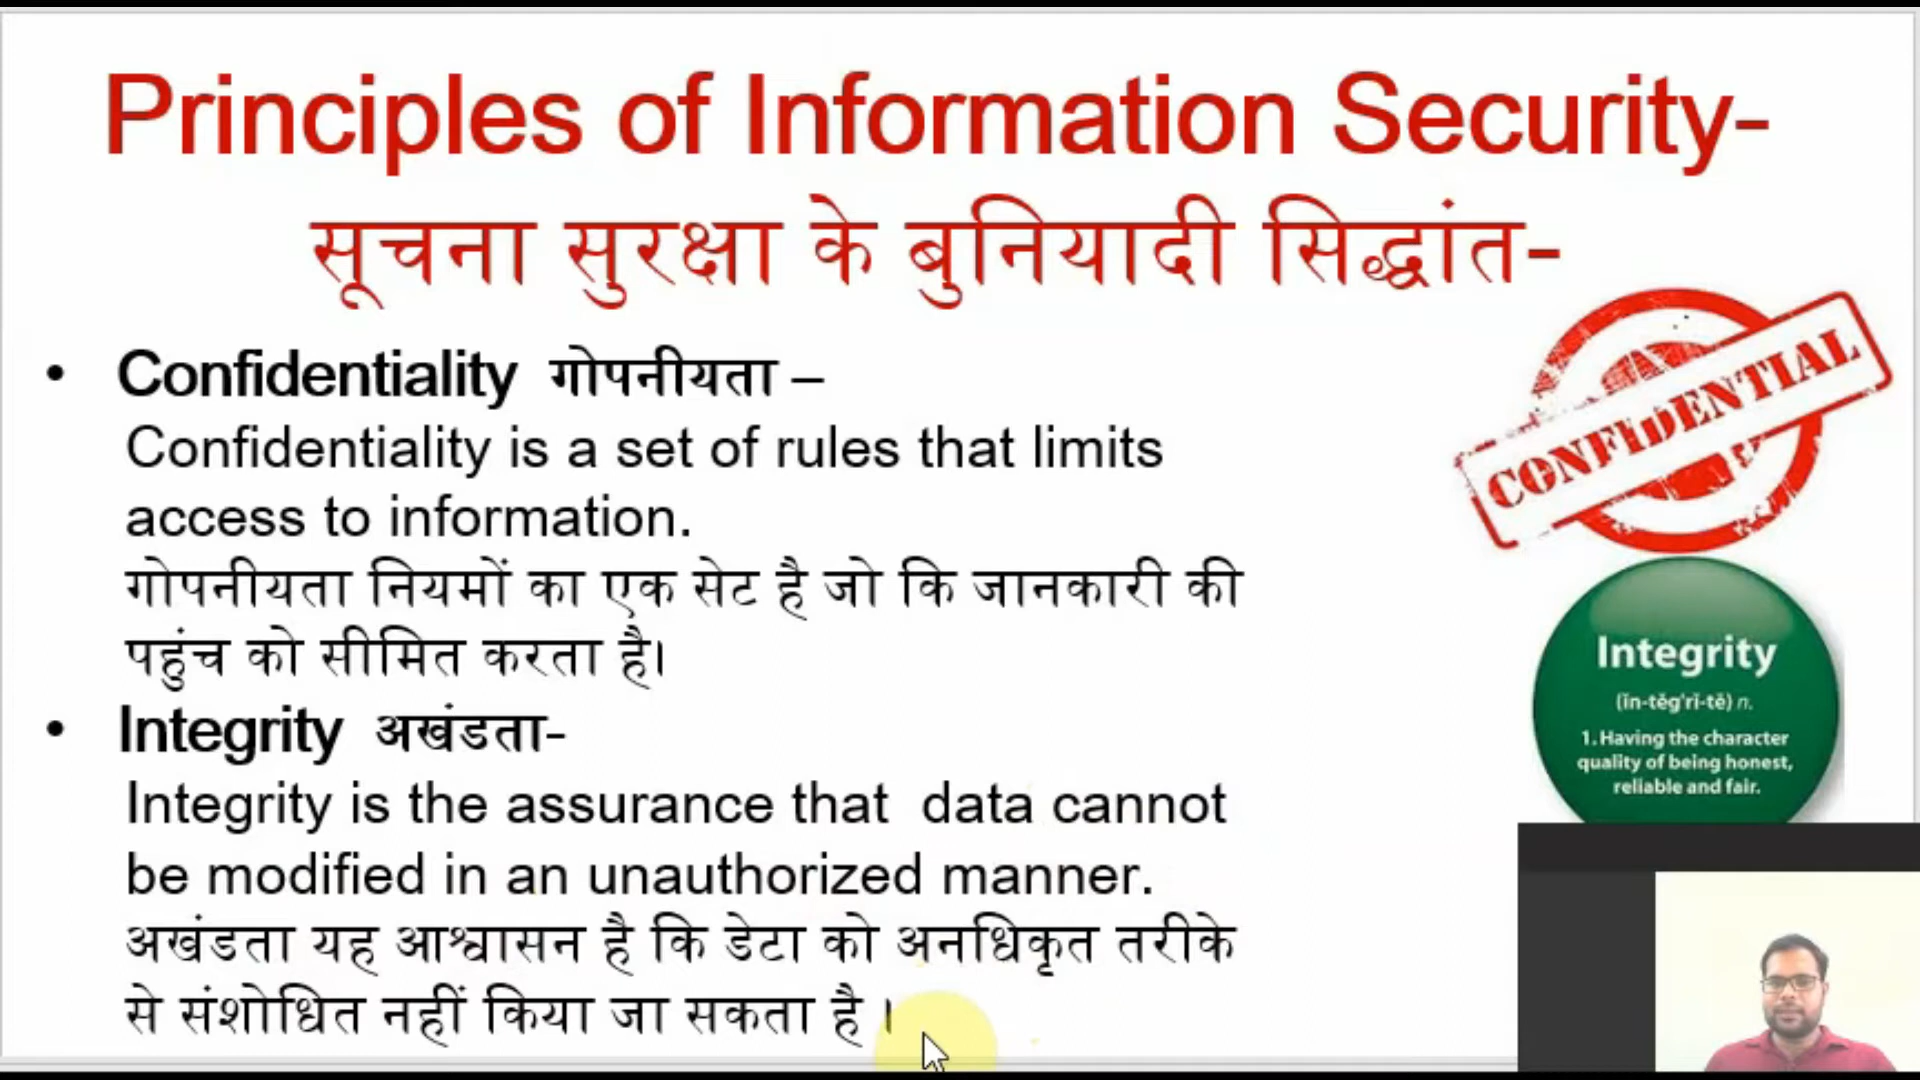 Principles of Information Security-
सूचना सुरक्षा के बुनियादी सिद्धांत-
• Confidentiality गोपनीयता –
Confidentiality is a set of rules that limits
access to information.
गोपनीयता नियमों का एक सेट है जो कि जानकारी की
पहुंच को सीमित करता है।
• Integrity अखंडता-
Integrity is the assurance that data cannot
be modified in an unauthorized manner.
अखंडता यह आश्वासन है कि डेटा को अनधिकृत तरीके
से संशोधित नहीं किया जा सकता है ।
CONFIDENTIAL
Integrity
(ĭn-tĕg'rĭ-tē) n.
1. Having the character
quality of being honest,
reliable and fair.